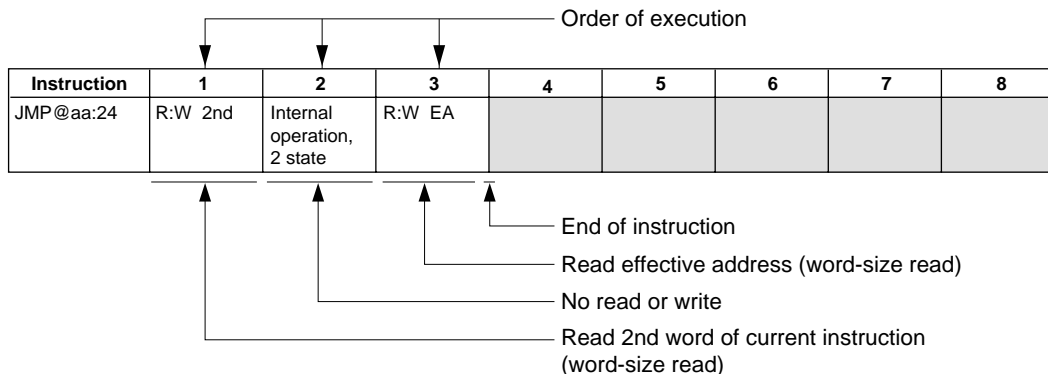 Order of execution
Instruction 1 2 3 4 5 6 7 8
JMP@aa:24 R:W 2nd Internal operation, 2 state R:W EA
End of instruction
Read effective address (word-size read)
No read or write
Read 2nd word of current instruction
(word-size read)